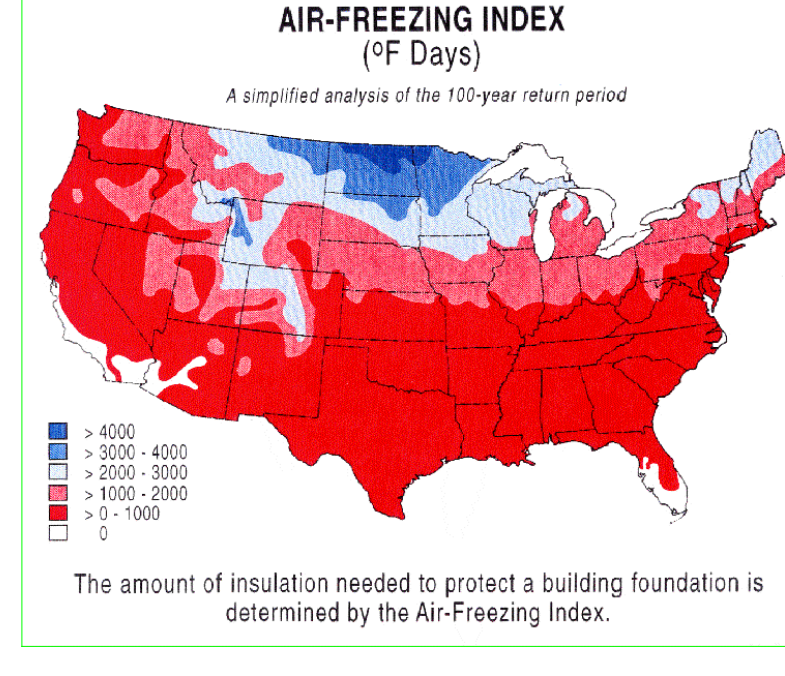 AIR-FREEZING INDEX
(ºF Days)
A simplified analysis of the 100-year return period
> 4000
> 3000 - 4000
> 2000 - 3000
> 1000 - 2000
> 0 - 1000
0
The amount of insulation needed to protect a building foundation is
determined by the Air-Freezing Index.